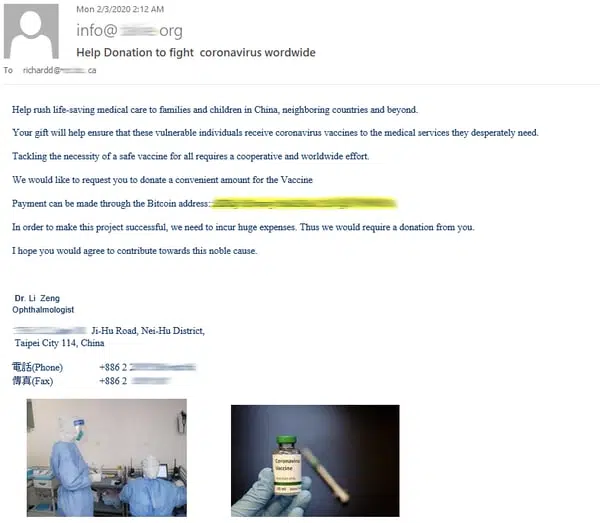 Mon 2/3/2020 2:12 AM
info@ .org
Help Donation to fight coronavirus wordwide
To richardd@ .ca
Help rush life-saving medical care to families and children in China, neighboring countries and beyond.
Your gift will help ensure that these vulnerable individuals receive coronavirus vaccines to the medical services they desperately need.
Tackling the necessity of a safe vaccine for all requires a cooperative and worldwide effort.
We would like to request you to donate a convenient amount for the Vaccine
Payment can be made through the Bitcoin address:
In order to make this project successful, we need to incur huge expenses. Thus we would require a donation from you.
I hope you would agree to contribute towards this noble cause.
Dr. Li Zeng
Ophthalmologist
Ji-Hu Road, Nei-Hu District,
Taipei City 114, China
電話(Phone) +886 2
傳真(Fax) +886 2
Coronavirus
Vaccine